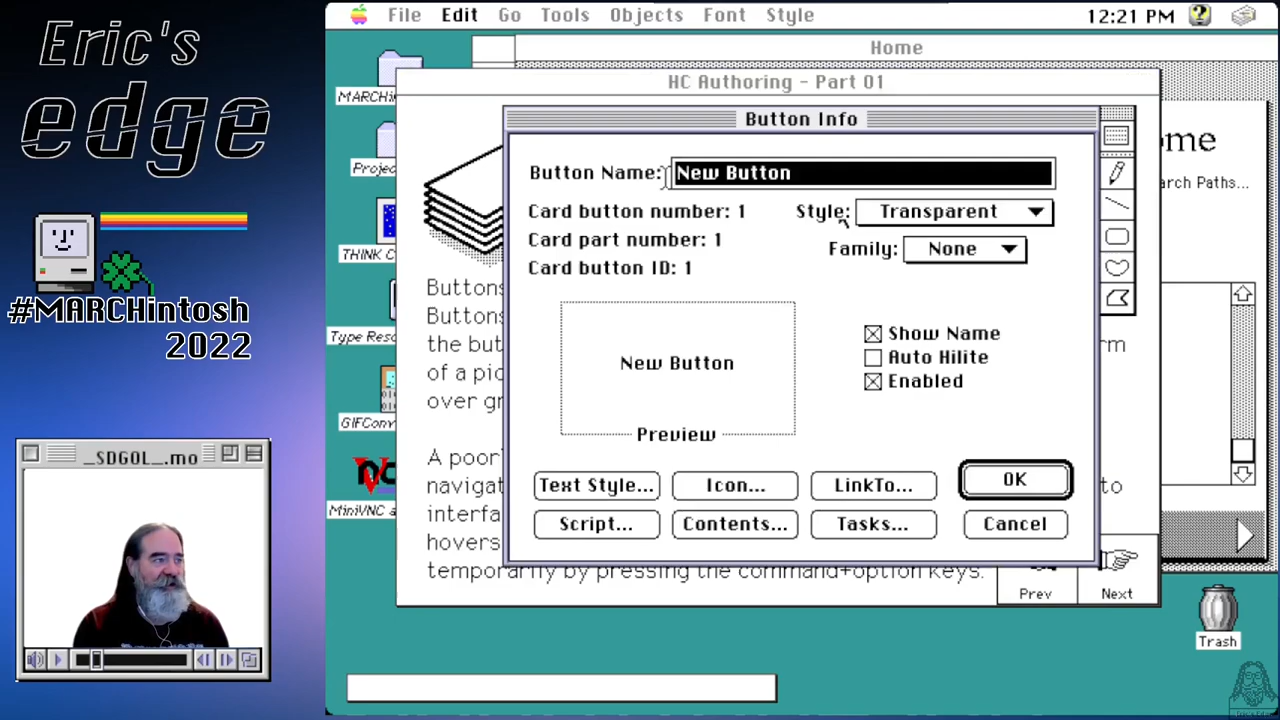 Eric's
edge
#MARCHintosh
2022
_SDGOL_.mo
File Edit Go Tools Objects Font Style
12:21 PM
Home
HC Authoring - Part 01
Button Info
Button Name: New Button
Card button number: 1
Style: Transparent
Card part number: 1
Family: None
Card button ID: 1
New Button
Preview
Show Name
Auto Hilite
Enabled
Text Style... Icon... LinkTo... OK
Script... Contents... Tasks... Cancel
MARCHin
Projec
THINK C
Type Reso
GIFConv
MiniVNC a
Buttons
Buttons
the but
of a pic
over gr
A poor
navigat
interfa
hovers
temporarily by pressing the command+option keys.
ome
arch Paths...
rm
to
Prev
Next
Trash